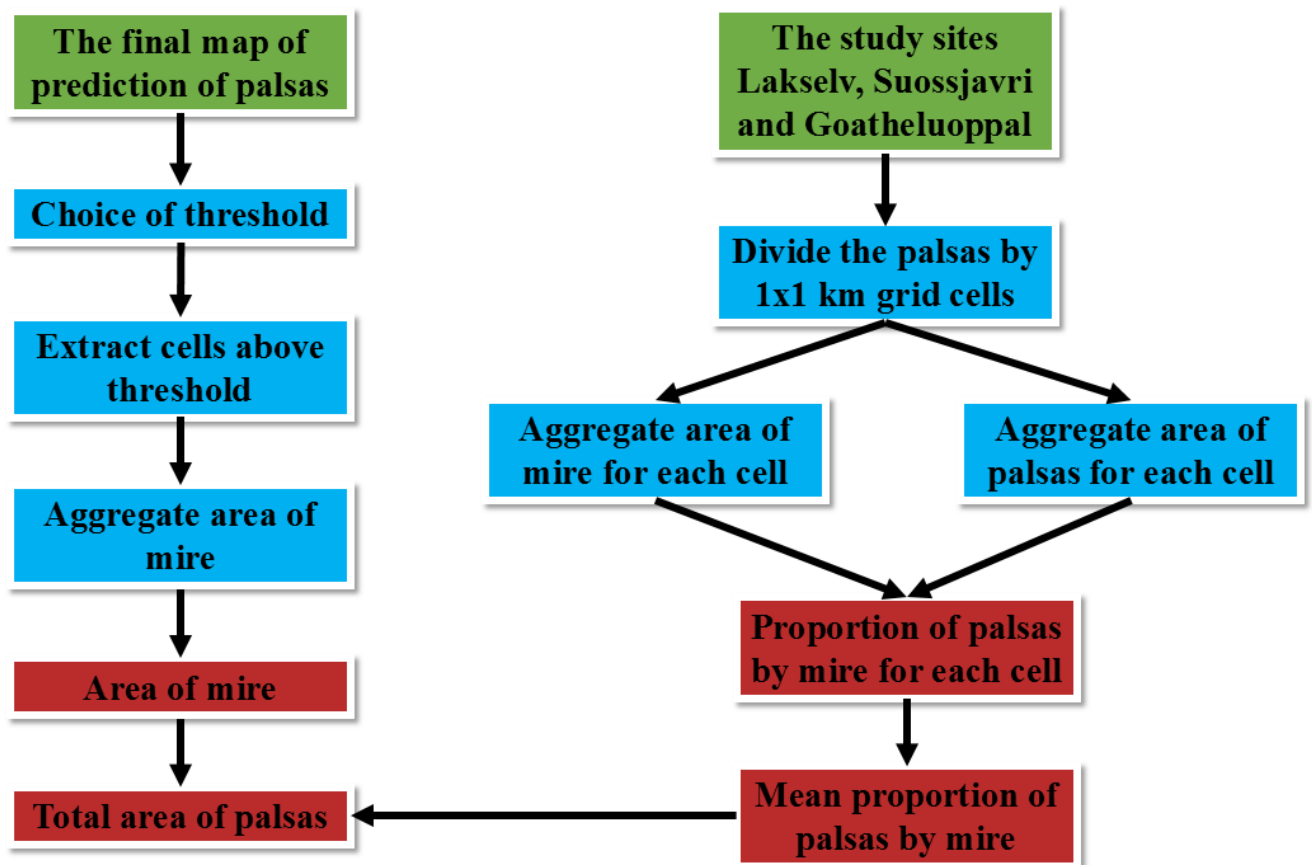 The final map of
prediction of palsas
Choice of threshold
Extract cells above
threshold
Aggregate area of
mire
Area of mire
Total area of palsas
The study sites
Lakselv, Suossjavri
and Goatheluoppal
Divide the palsas by
1x1 km grid cells
Aggregate area of
mire for each cell
Aggregate area of
palsas for each cell
Proportion of palsas
by mire for each cell
Mean proportion of
palsas by mire